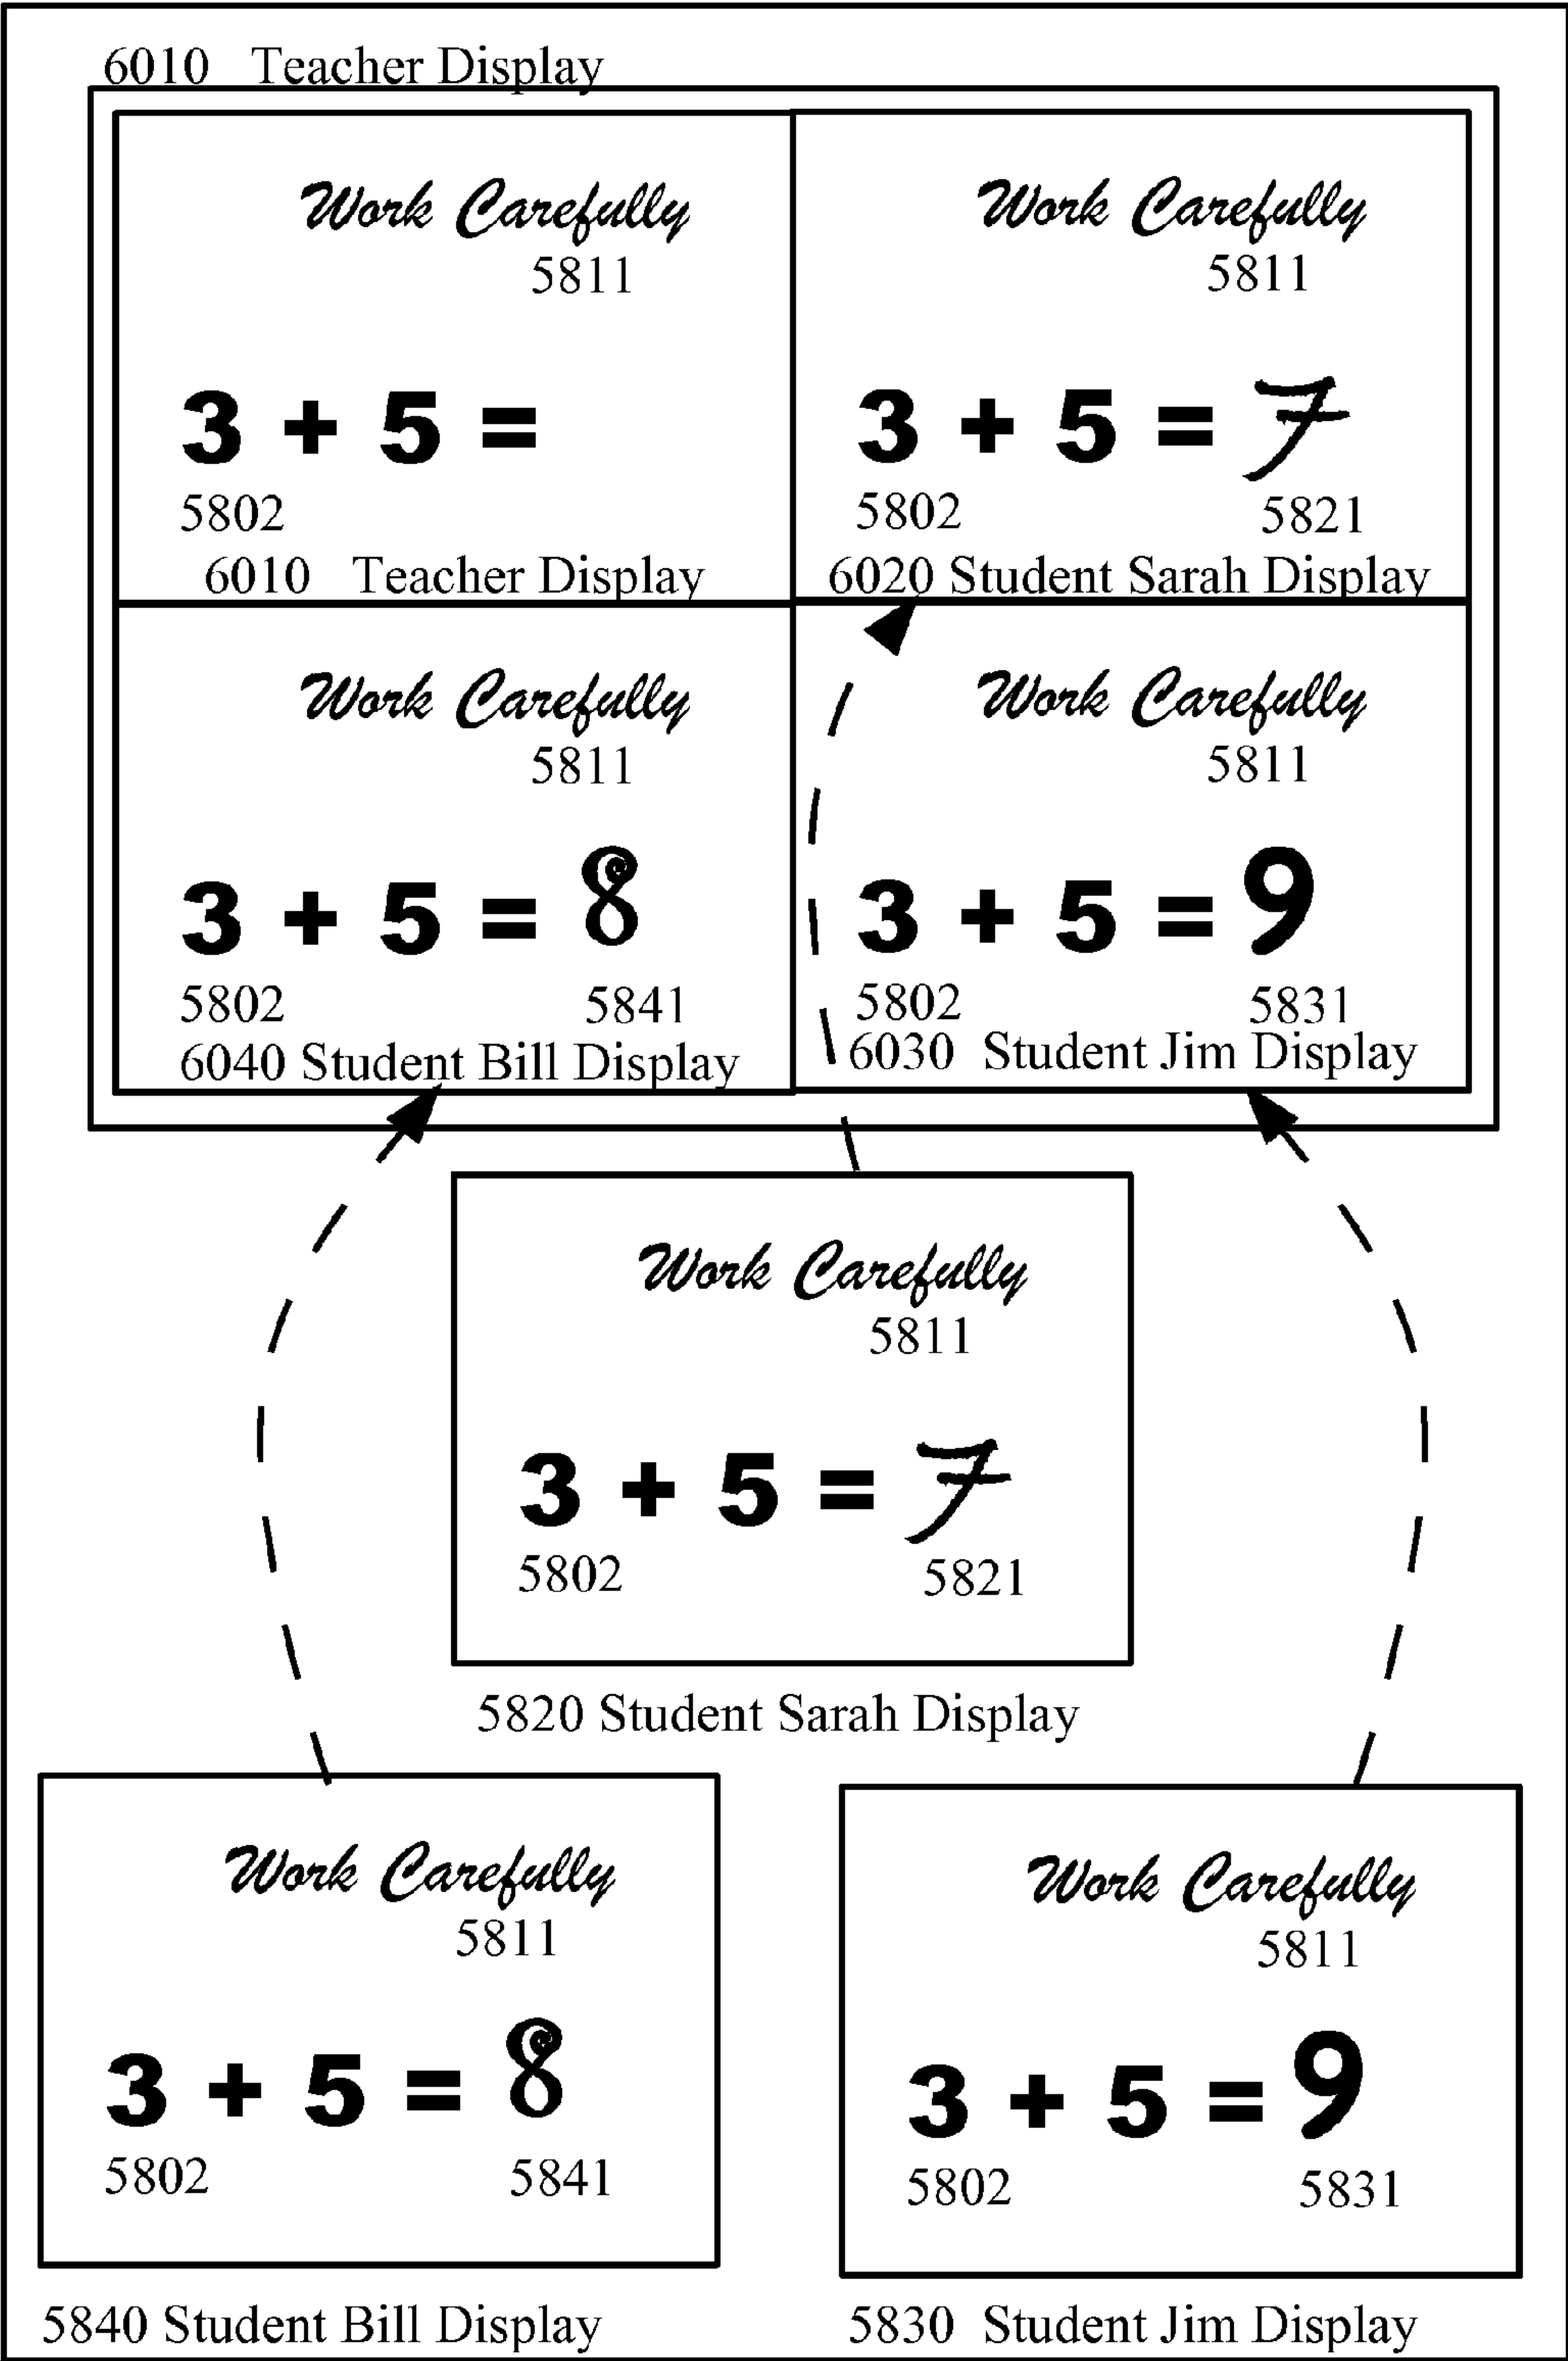 6010 Teacher Display
Work Carefully
5811
3 + 5 =
5802
6010 Teacher Display
Work Carefully
5811
3 + 5 = 7
5802 5821
6020 Student Sarah Display
Work Carefully
5811
3 + 5 = 8
5802 5841
6040 Student Bill Display
Work Carefully
5811
3 + 5 = 9
5802 5831
6030 Student Jim Display
Work Carefully
5811
3 + 5 = 7
5802 5821
5820 Student Sarah Display
Work Carefully
5811
3 + 5 = 8
5802 5841
5840 Student Bill Display
Work Carefully
5811
3 + 5 = 9
5802 5831
5830 Student Jim Display